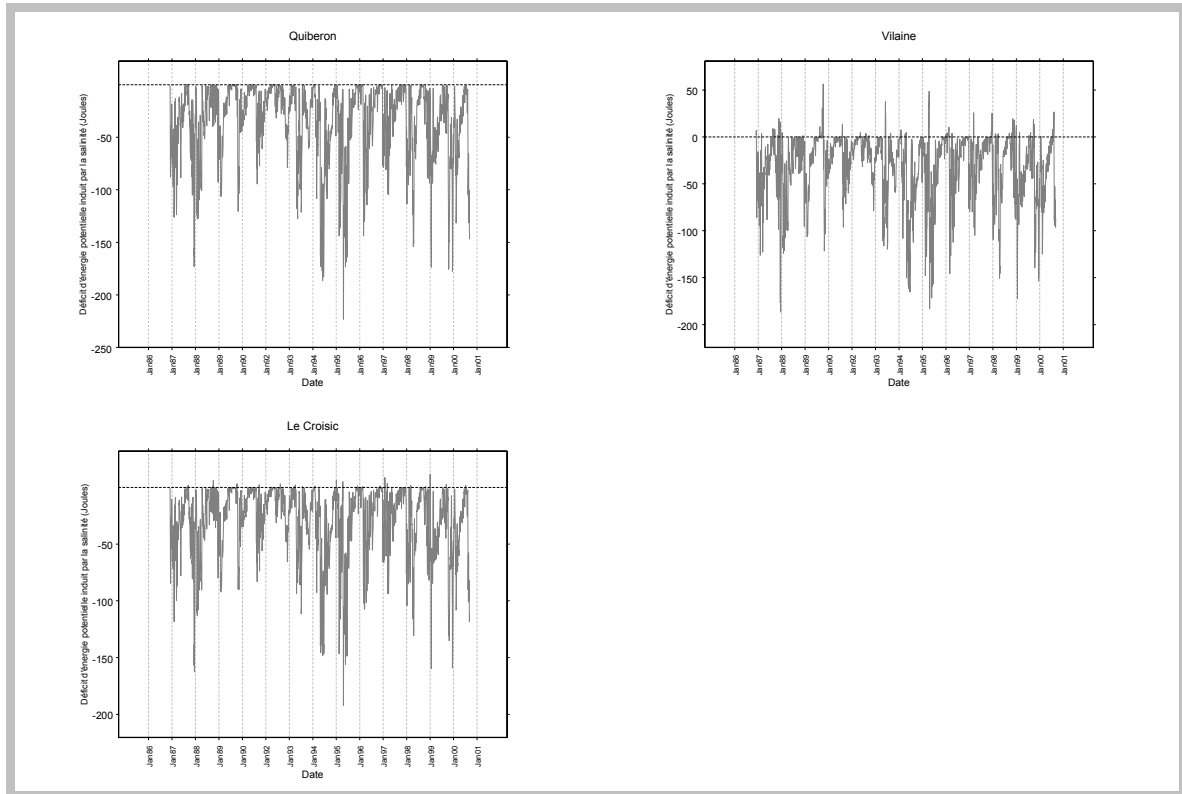 Quiberon
Déficit d'énergie potentielle induit par la salinité (Joules)
-50
-100
-150
-200
-250
Jan86 Jan87 Jan88 Jan89 Jan90 Jan92 Jan92 Jan93 Jan94 Jan95 Jan96 Jan97 Jan98 Jan99 Jan00 Jan01
Date
Vilaine
Déficit d'énergie potentielle induit par la salinité (Joules)
50
0
-50
-100
-150
-200
Jan86 Jan87 Jan88 Jan89 Jan90 Jan92 Jan92 Jan93 Jan94 Jan95 Jan96 Jan97 Jan98 Jan99 Jan00 Jan01
Date
Le Croisic
Déficit d'énergie potentielle induit par la salinité (Joules)
-50
-100
-150
-200
Jan86 Jan87 Jan88 Jan89 Jan90 Jan92 Jan92 Jan93 Jan94 Jan95 Jan96 Jan97 Jan98 Jan99 Jan00 Jan01
Date